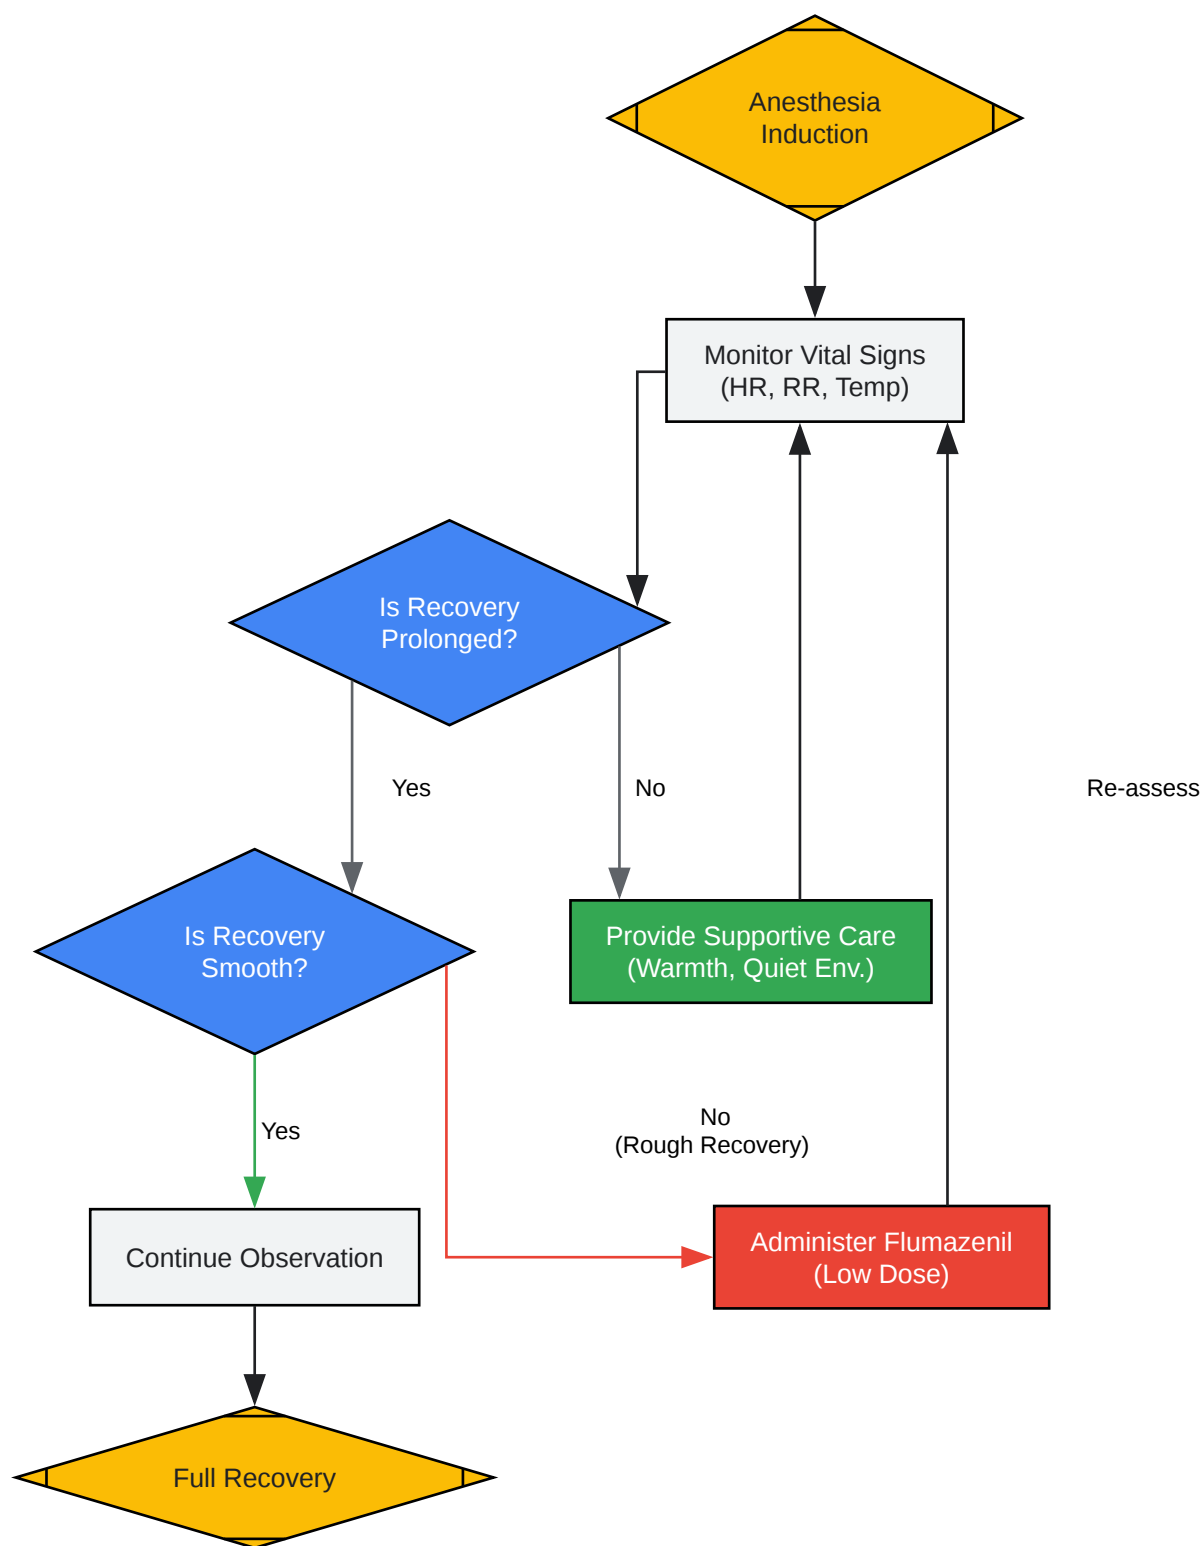 Anesthesia
Induction
Monitor Vital Signs
(HR, RR, Temp)
Is Recovery
Prolonged?
Yes
No
Re-assess
Is Recovery
Smooth?
Provide Supportive Care
(Warmth, Quiet Env.)
Yes
No
(Rough Recovery)
Continue Observation
Administer Flumazenil
(Low Dose)
Full Recovery